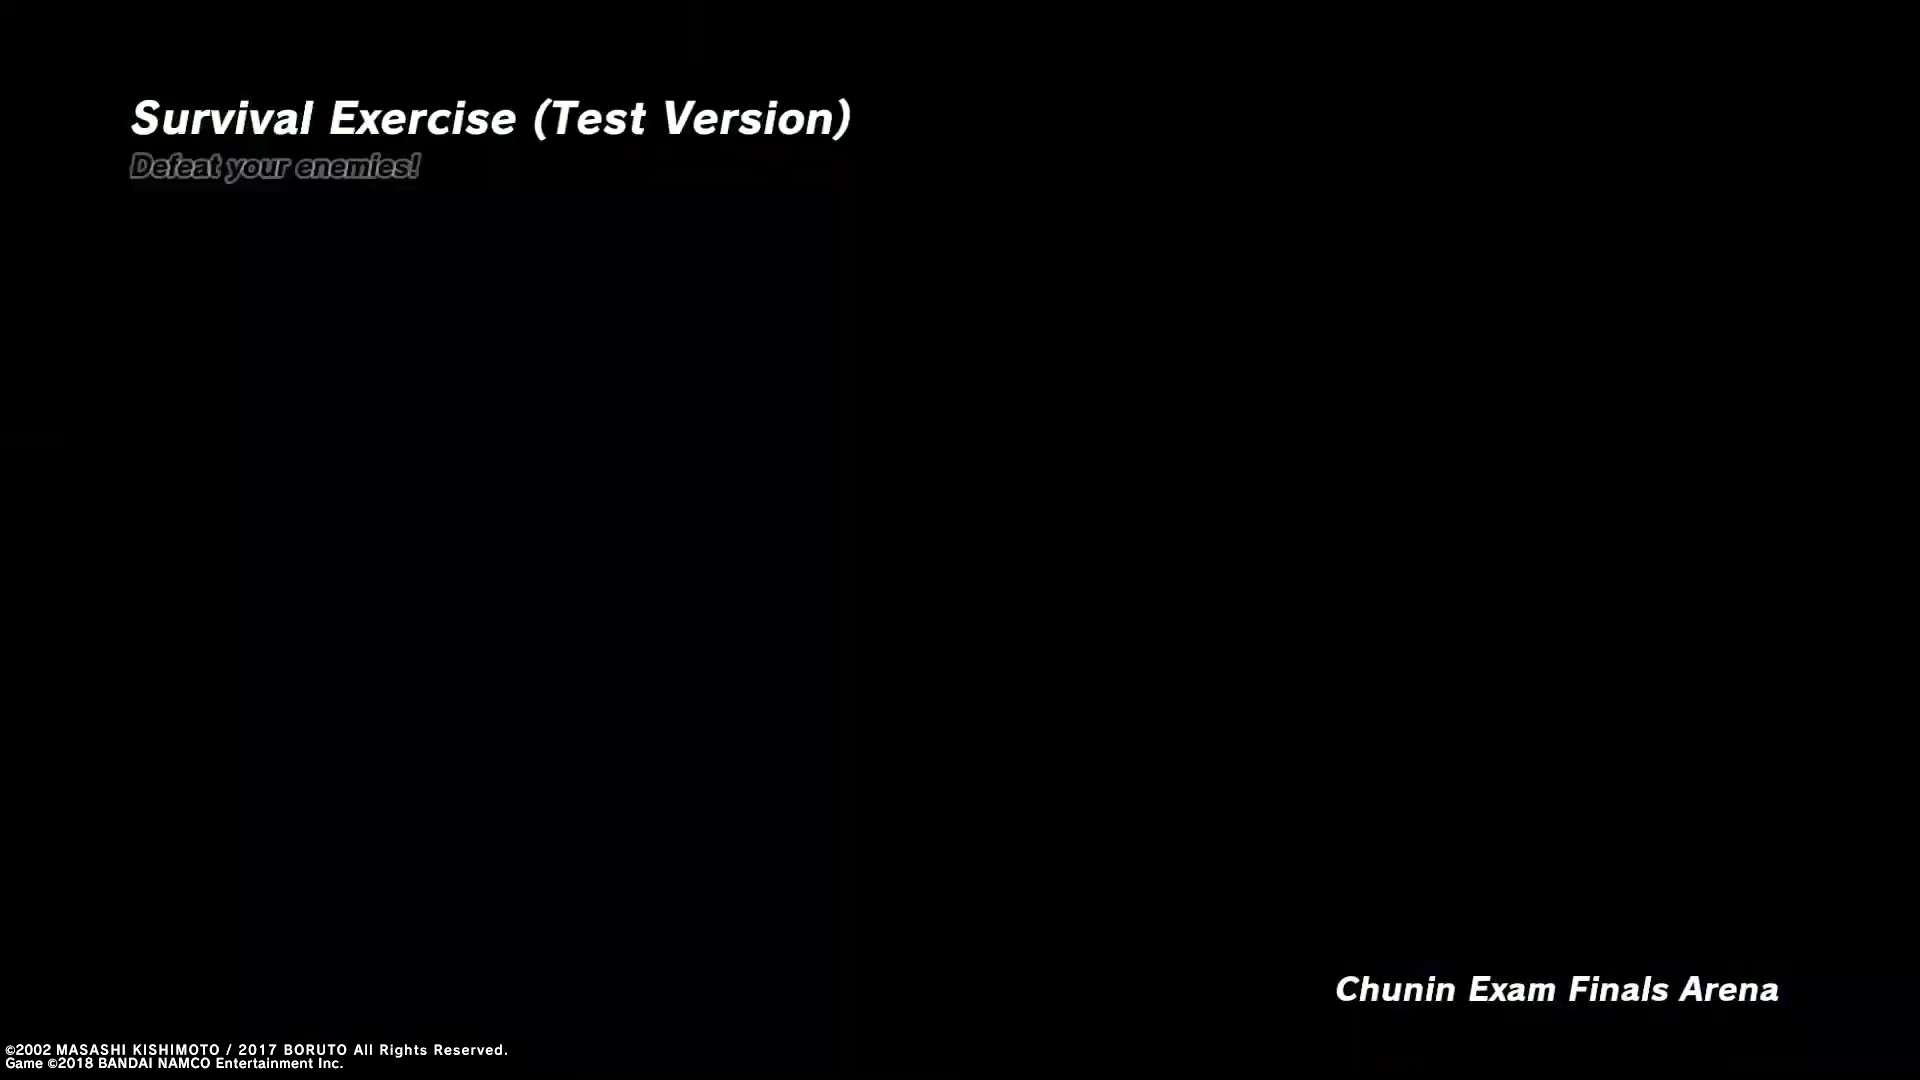 Survival Exercise (Test Version)
Defeat your enemies!
Chunin Exam Finals Arena
©2002 MASASHI KISHIMOTO / 2017 BORUTO All Rights Reserved.
Game ©2018 BANDAI NAMCO Entertainment Inc.